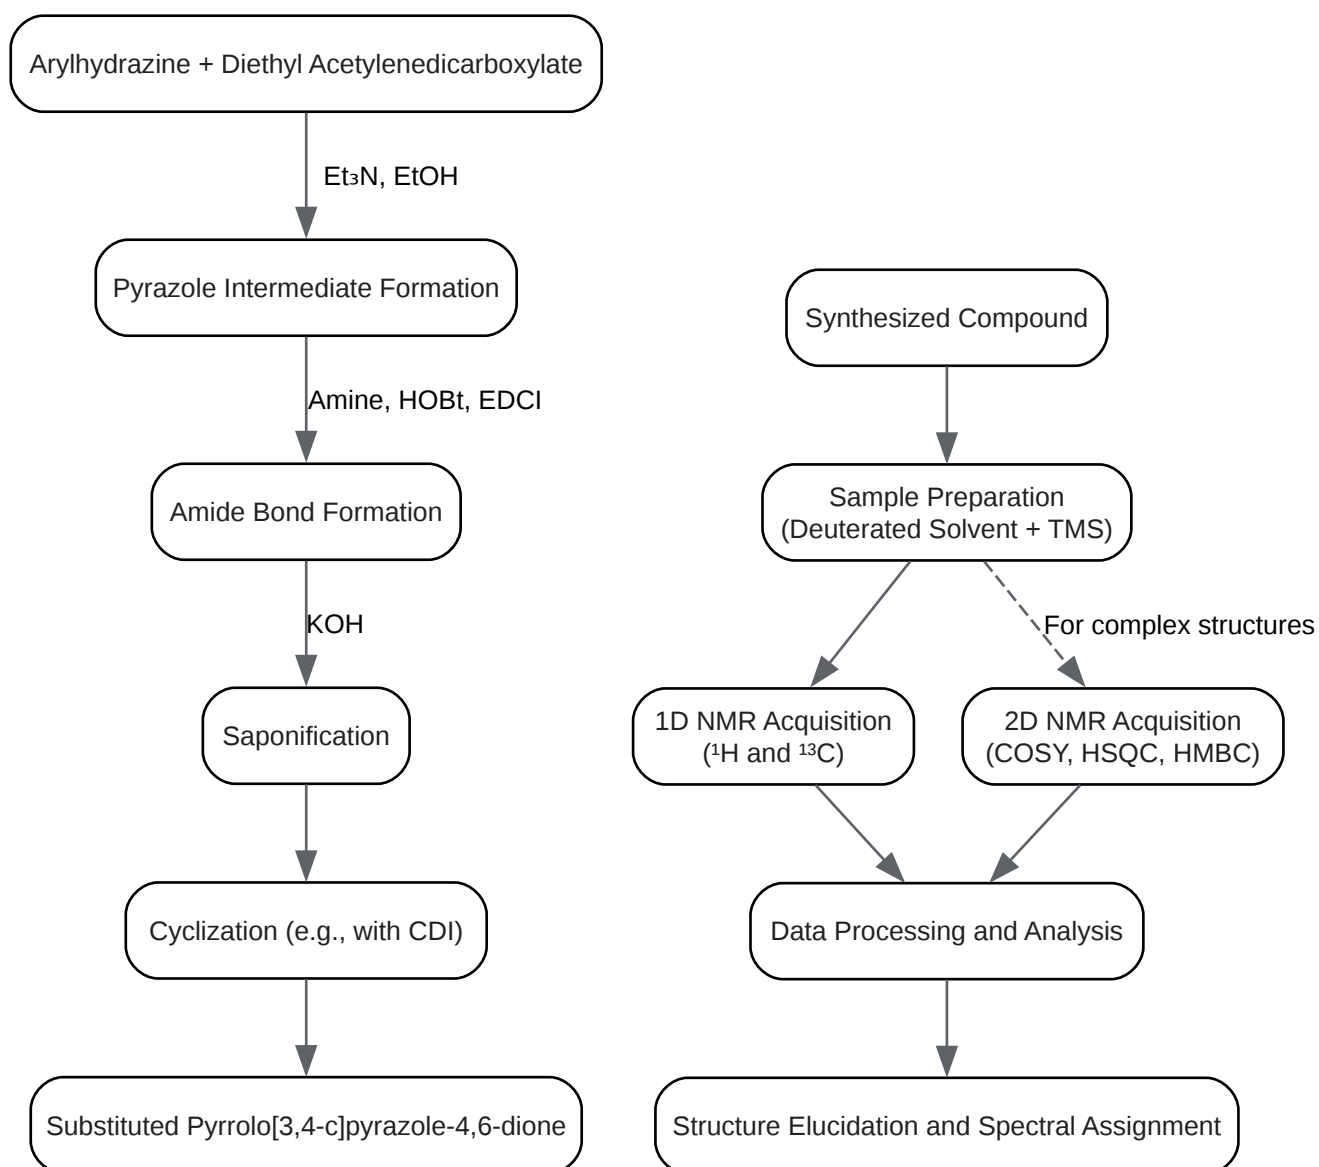 Arylhydrazine + Diethyl Acetylenedicarboxylate
Et₃N, EtOH
Pyrazole Intermediate Formation
Amine, HOBt, EDCI
Amide Bond Formation
KOH
Saponification
Cyclization (e.g., with CDI)
Substituted Pyrrolo[3,4-c]pyrazole-4,6-dione
Synthesized Compound
Sample Preparation
(Deuterated Solvent + TMS)
For complex structures
1D NMR Acquisition
(¹H and ¹³C)
2D NMR Acquisition
(COSY, HSQC, HMBC)
Data Processing and Analysis
Structure Elucidation and Spectral Assignment